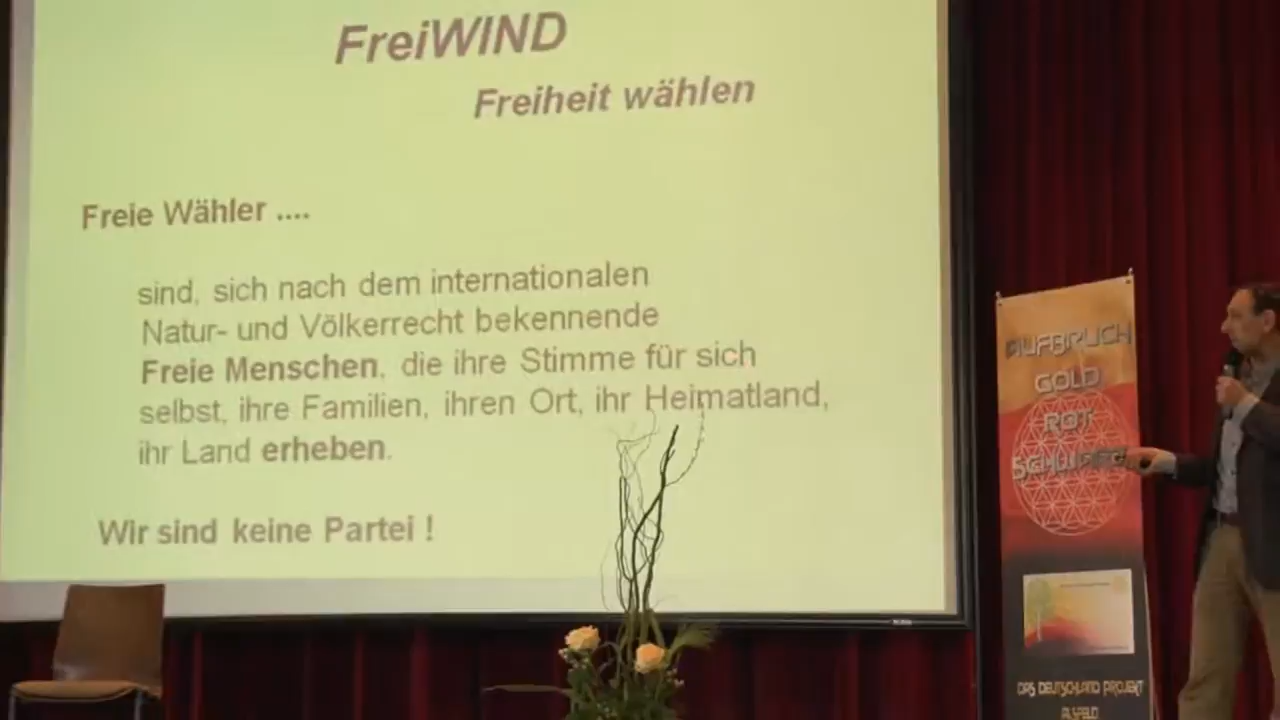 FreiWIND
Freiheit wählen
Freie Wähler ....
sind, sich nach dem internationalen
Natur- und Völkerrecht bekennende
Freie Menschen, die ihre Stimme für sich
selbst, ihre Familien, ihren Ort, ihr Heimatland,
ihr Land erheben.
Wir sind keine Partei !
AUFBRUCH
GOLD
ROT
SCHWARZ
DAS DEUTSCHLAND PROJEKT
ALSFELD